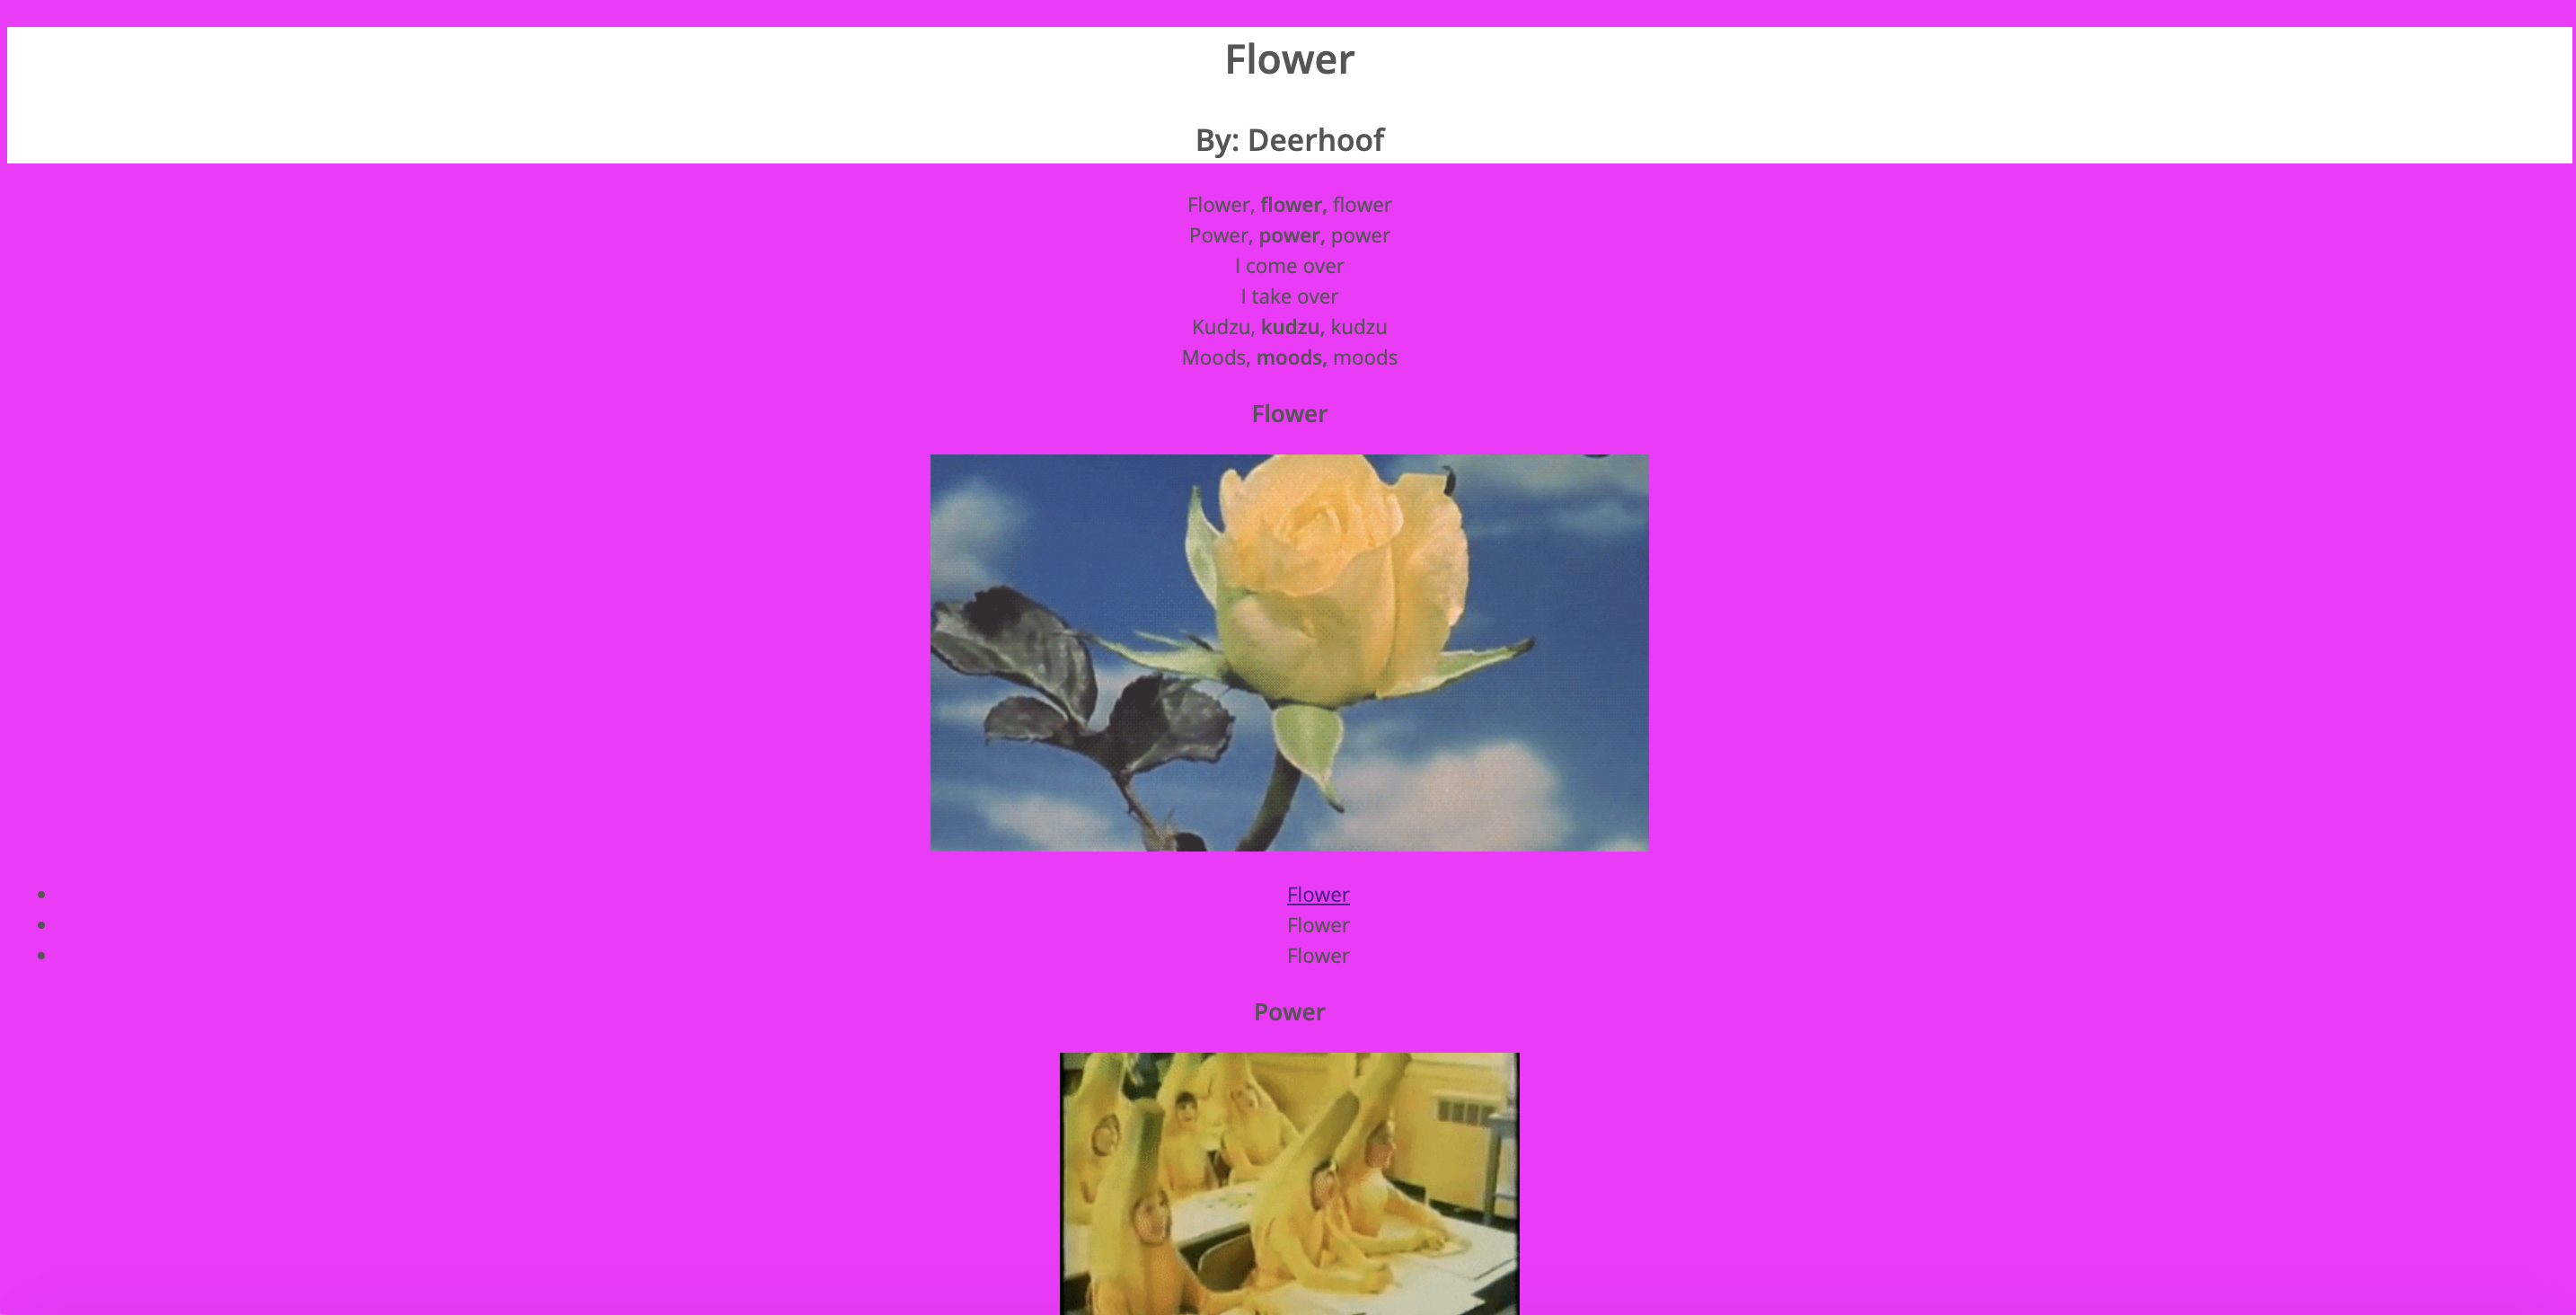 Flower
By: Deerhoof
Flower, flower, flower
Power, power, power
I come over
I take over
Kudzu, kudzu, kudzu
Moods, moods, moods
Flower
Flower
Flower
Flower
Power